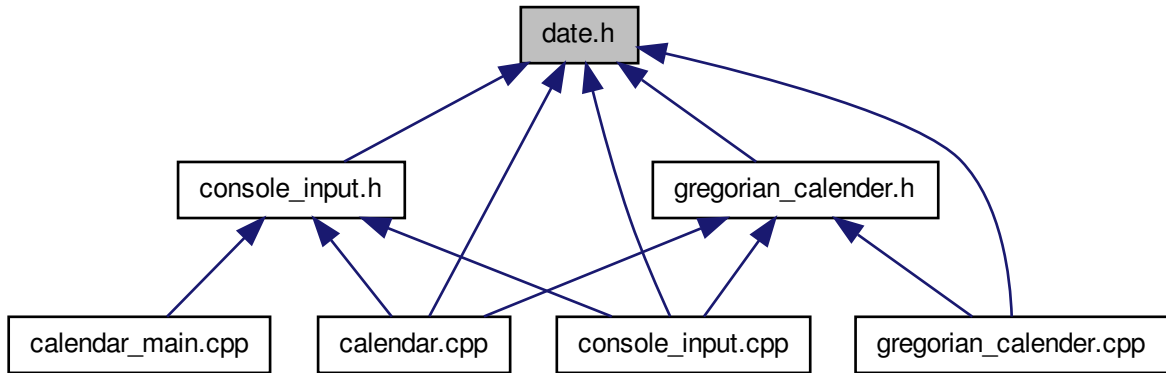 date.h
console_input.h
gregorian_calender.h
calendar_main.cpp
calendar.cpp
console_input.cpp
gregorian_calender.cpp